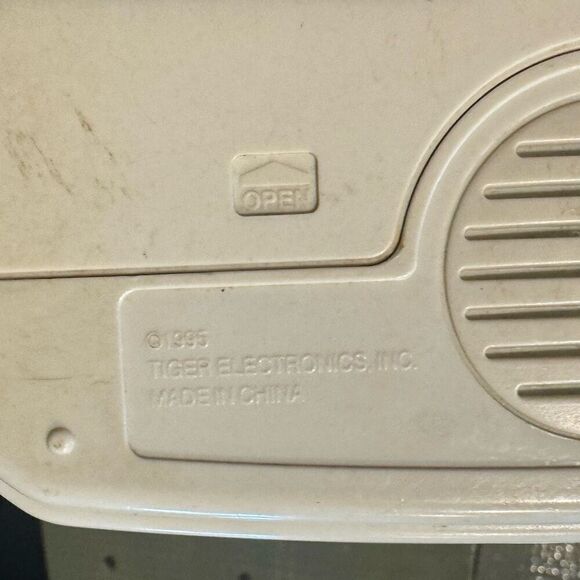 OPEN
©1995
TIGER ELECTRONICS, INC.
MADE IN CHINA